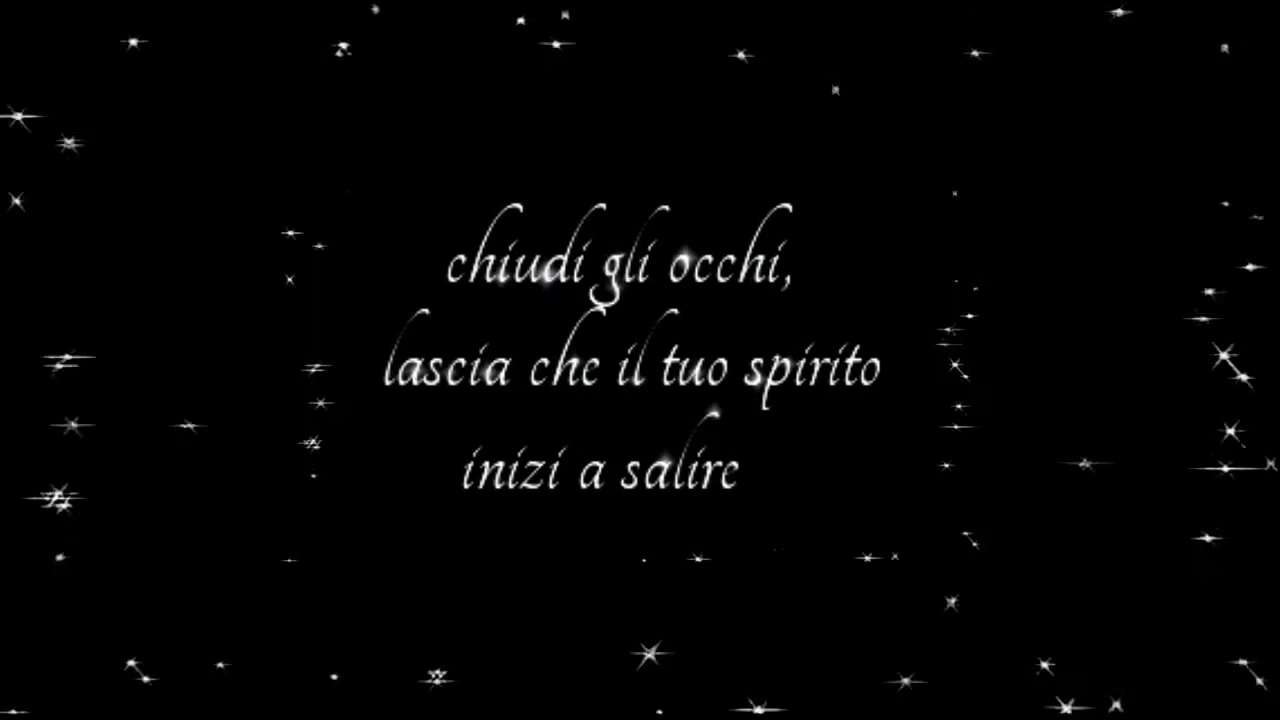 chiudi gli occhi,
lascia che il tuo spirito
inizi a salire